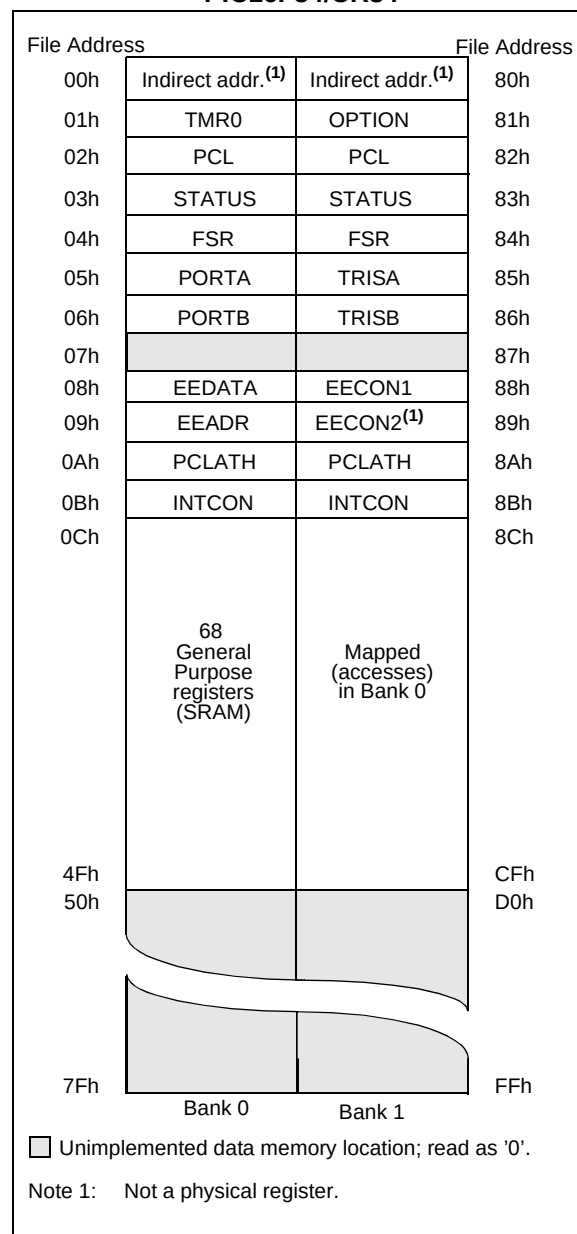 File Address File Address
00h Indirect addr.(1) Indirect addr.(1) 80h
01h TMR0 OPTION 81h
02h PCL PCL 82h
03h STATUS STATUS 83h
04h FSR FSR 84h
05h PORTA TRISA 85h
06h PORTB TRISB 86h
07h 87h
08h EEDATA EECON1 88h
09h EEADR EECON2(1) 89h
0Ah PCLATH PCLATH 8Ah
0Bh INTCON INTCON 8Bh
0Ch 8Ch
68
General
Purpose
registers
(SRAM)
Mapped
(accesses)
in Bank 0
4Fh CFh
50h D0h
7Fh FFh
Bank 0 Bank 1
Unimplemented data memory location; read as '0'.
Note 1: Not a physical register.